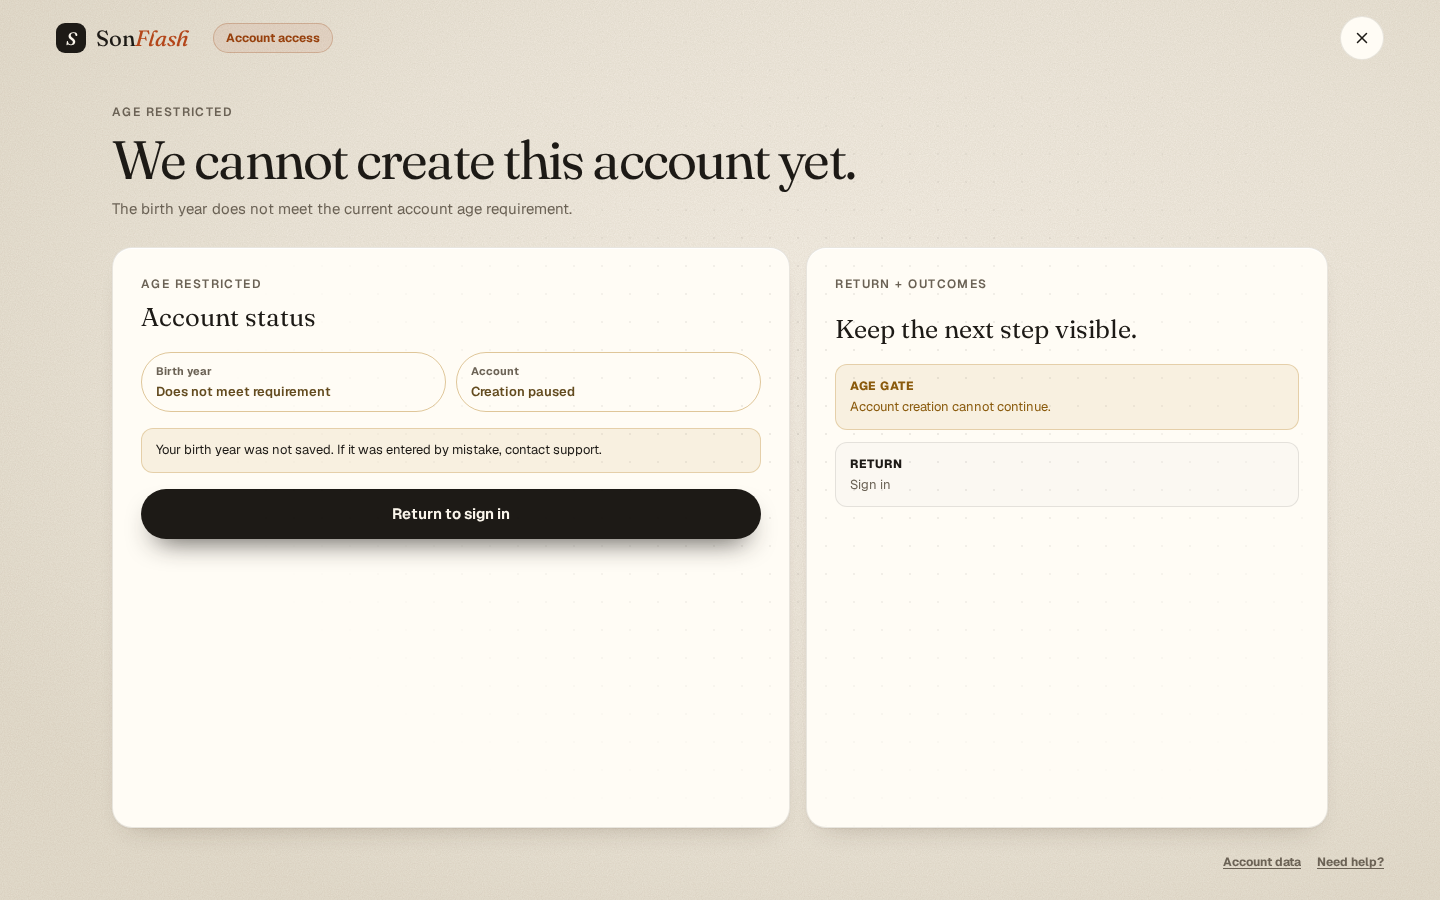 S SonFlash
Account access
AGE RESTRICTED
We cannot create this account yet.
The birth year does not meet the current account age requirement.
AGE RESTRICTED
Account status
Birth year
Does not meet requirement
Account
Creation paused
Your birth year was not saved. If it was entered by mistake, contact support.
Return to sign in
RETURN + OUTCOMES
Keep the next step visible.
AGE GATE
Account creation cannot continue.
RETURN
Sign in
Account data
Need help?